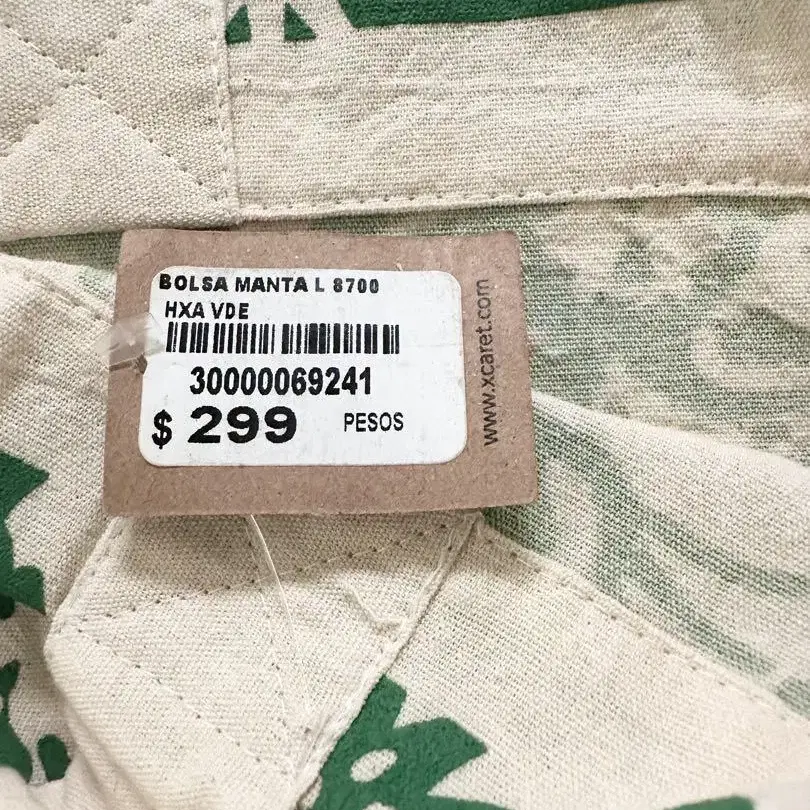 BOLSA MANTA L 8700
HXA VDE
30000069241
$ 299 PESOS
www.xcaret.com